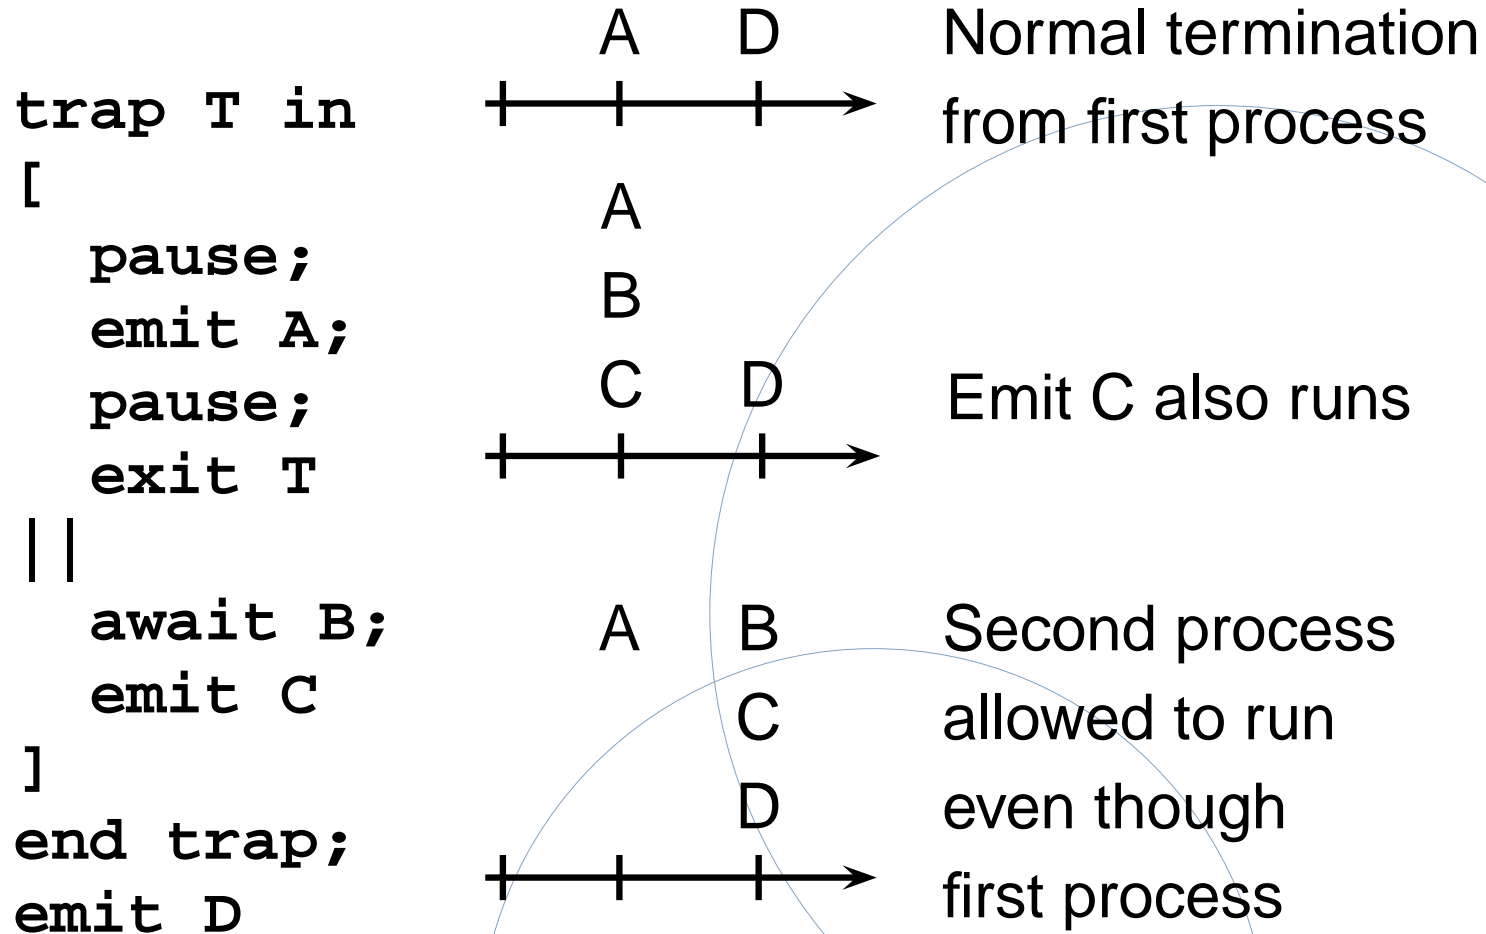 trap T in
[
pause;
emit A;
pause;
exit T
||
await B;
emit C
]
end trap;
emit D
A D
Normal termination
from first process
A
B
C D
Emit C also runs
A B
C
D
Second process
allowed to run
even though
first process